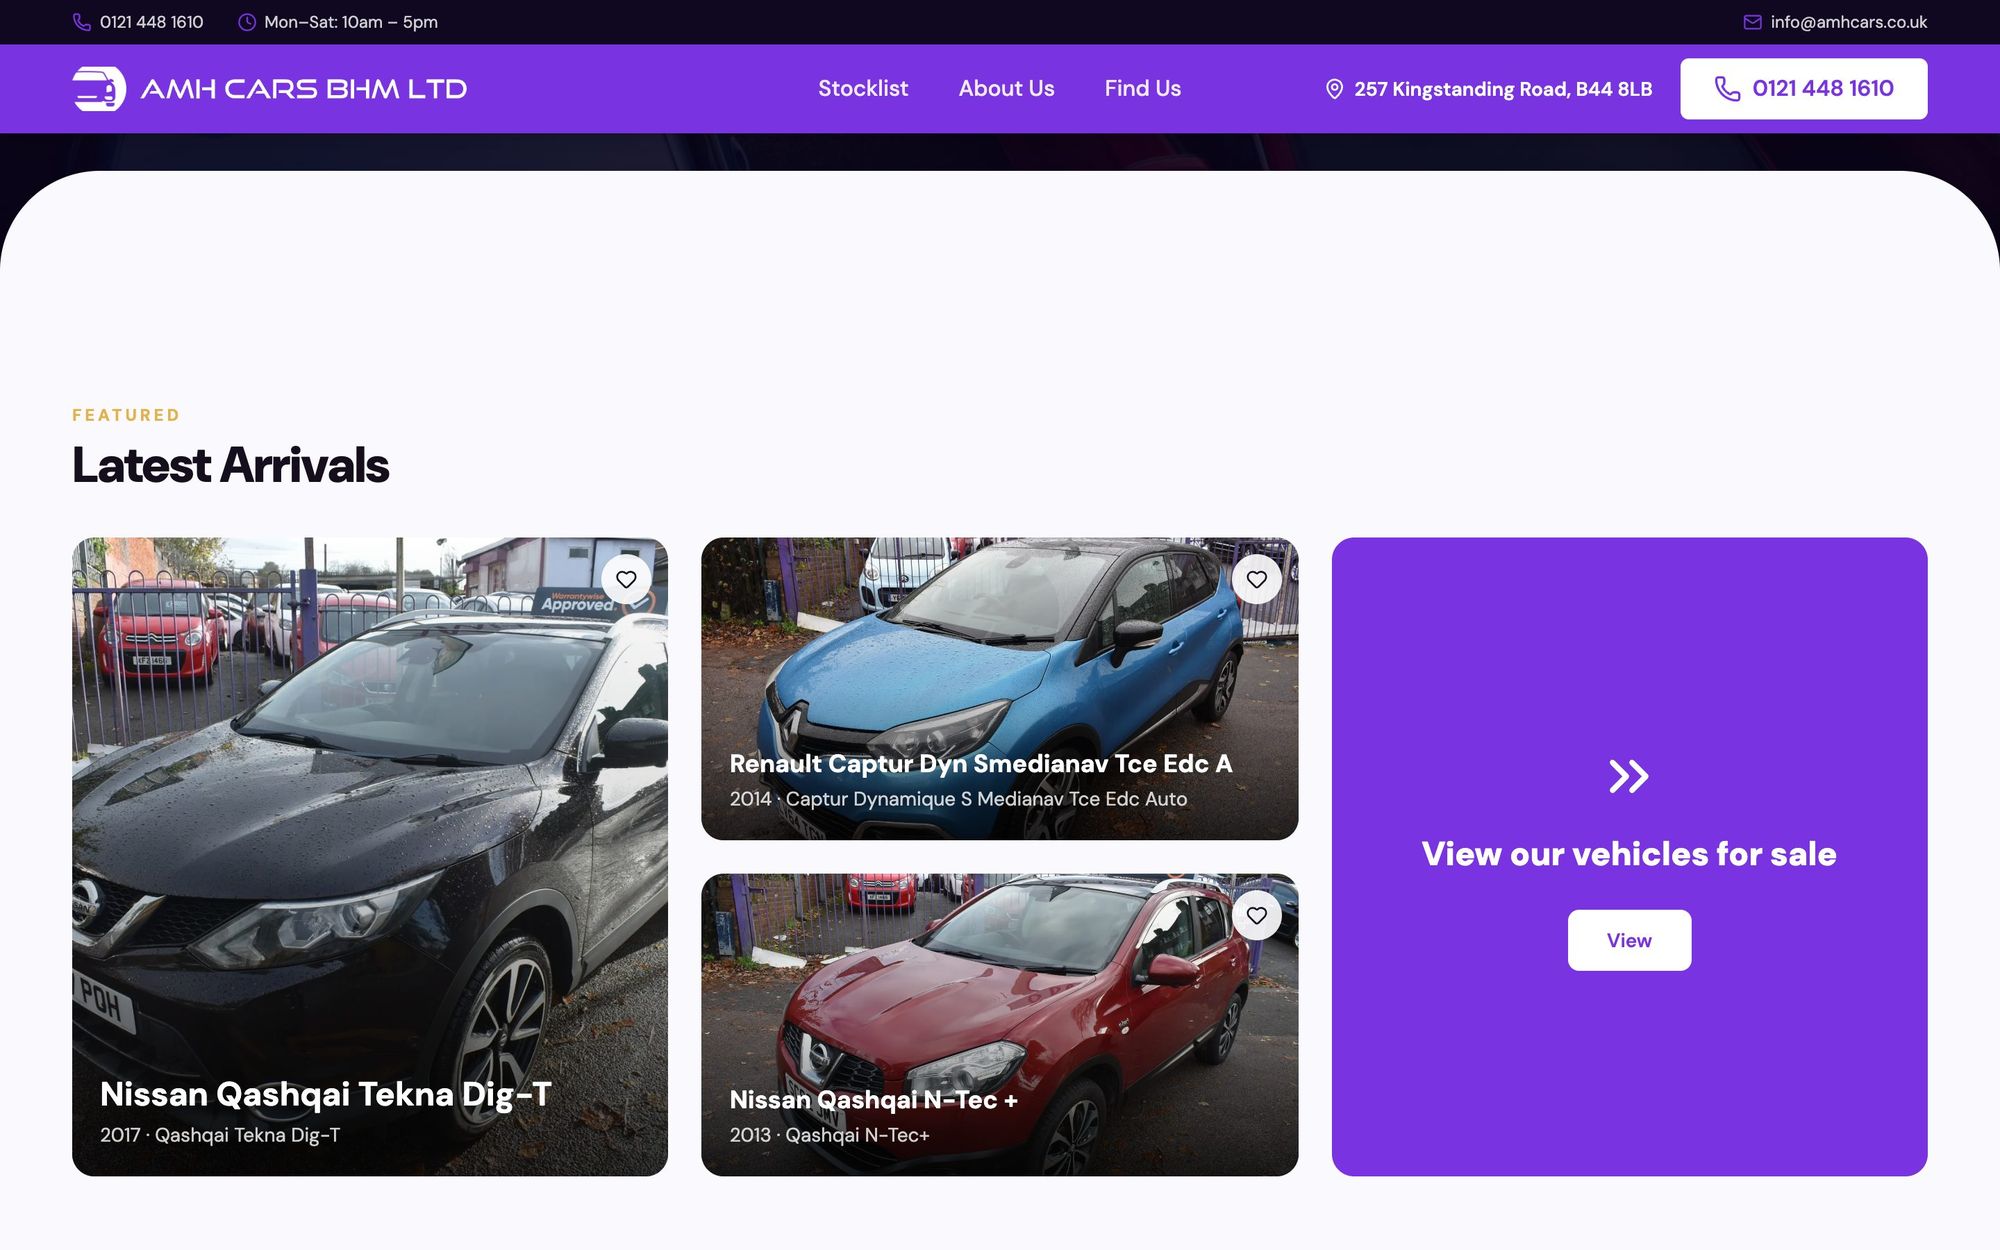 0121 448 1610
Mon–Sat: 10am – 5pm
info@amhcars.co.uk
AMH CARS BHM LTD
Stocklist
About Us
Find Us
257 Kingstanding Road, B44 8LB
0121 448 1610
FEATURED
Latest Arrivals
Warrantywise
Approved.
POH
Nissan Qashqai Tekna Dig-T
2017 · Qashqai Tekna Dig-T
Renault Captur Dyn Smedianav Tce Edc A
2014 · Captur Dynamique S Medianav Tce Edc Auto
Nissan Qashqai N-Tec +
2013 · Qashqai N-Tec+
View our vehicles for sale
View